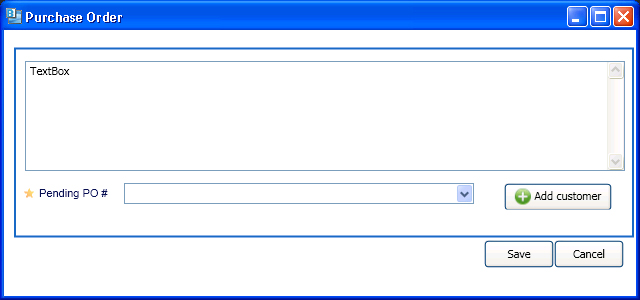 Purchase Order
TextBox
Pending PO #
Add customer
Save
Cancel